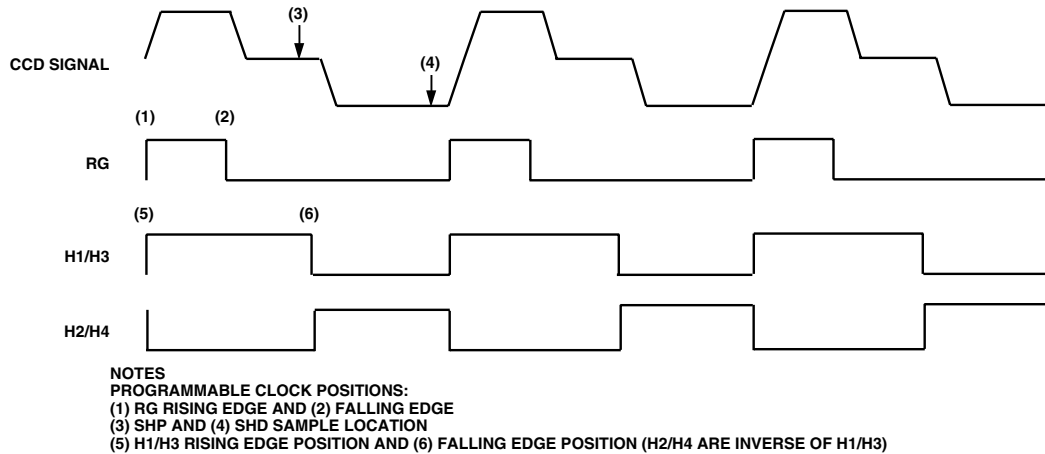 (3)
CCD SIGNAL
(4)
(1)
(2)
RG
(5)
(6)
H1/H3
H2/H4
NOTES
PROGRAMMABLE CLOCK POSITIONS:
(1) RG RISING EDGE AND (2) FALLING EDGE
(3) SHP AND (4) SHD SAMPLE LOCATION
(5) H1/H3 RISING EDGE POSITION AND (6) FALLING EDGE POSITION (H2/H4 ARE INVERSE OF H1/H3)